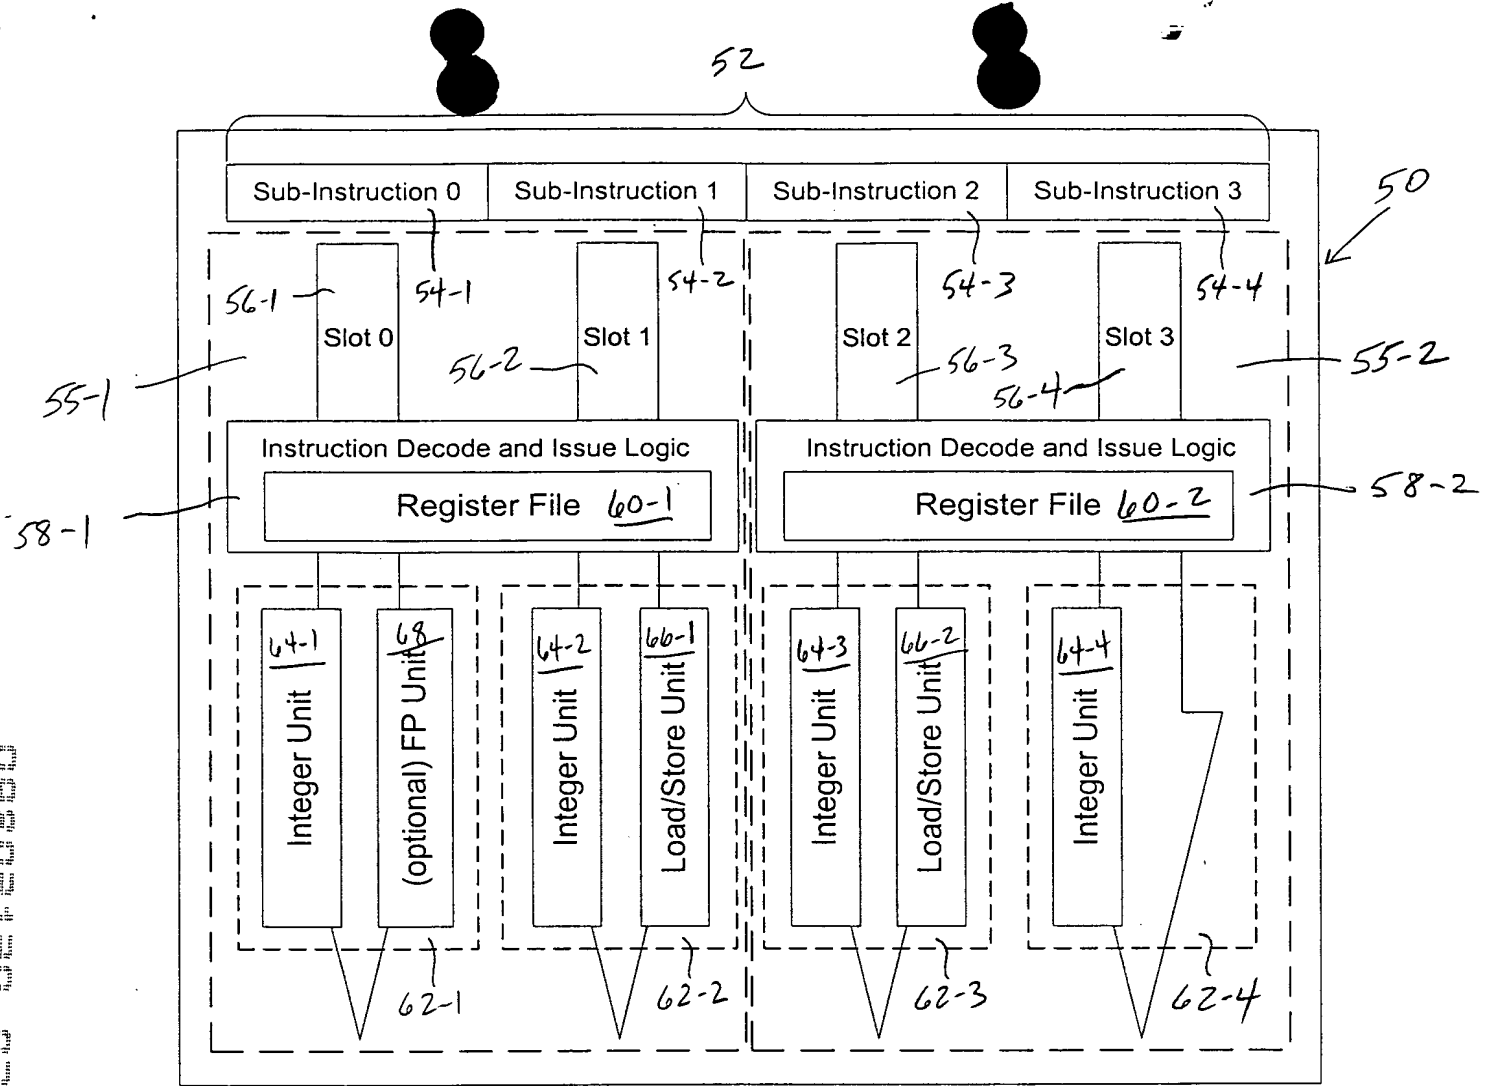 52
50
Sub-Instruction 0 Sub-Instruction 1 Sub-Instruction 2 Sub-Instruction 3
54-1 54-2 54-3 54-4
56-1
Slot 0 Slot 1 Slot 2 Slot 3
56-2 56-3 56-4
55-1 55-2
Instruction Decode and Issue Logic Instruction Decode and Issue Logic
Register File 60-1 Register File 60-2
58-1 58-2
64-1 68 64-2 66-1 64-3 66-2 64-4
Integer Unit
(optional) FP Unit
Integer Unit
Load/Store Unit
Integer Unit
Load/Store Unit
Integer Unit
62-1 62-2 62-3 62-4